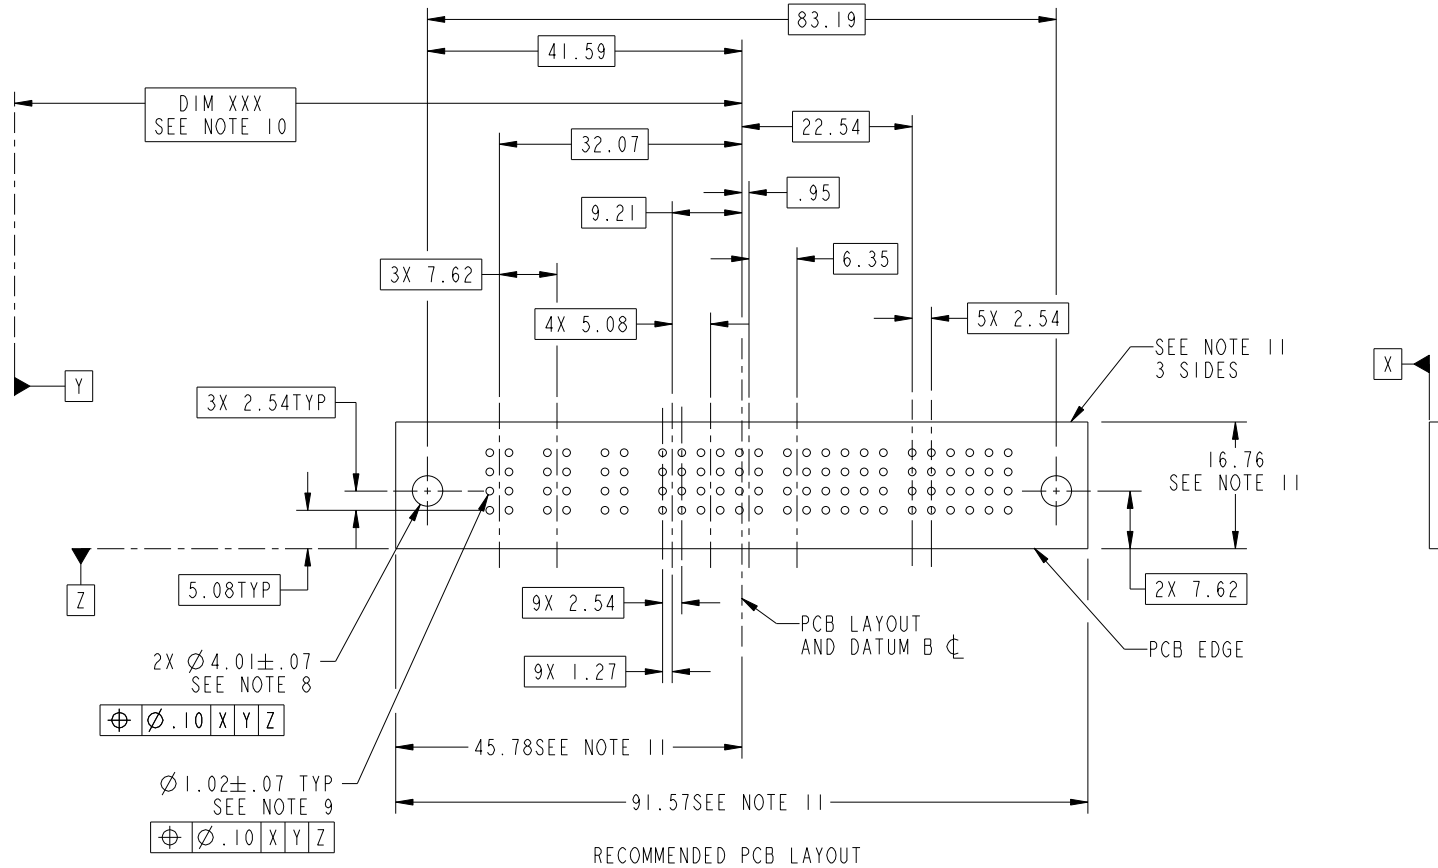 83.19
41.59
DIM XXX
SEE NOTE 10
22.54
32.07
.95
9.21
6.35
3X 7.62
4X 5.08
5X 2.54
SEE NOTE 11
3 SIDES
X
Y
3X 2.54TYP
16.76
SEE NOTE 11
Z
5.08TYP
9X 2.54
2X 7.62
PCB LAYOUT
AND DATUM B ℄
PCB EDGE
2X Ø4.01±.07
SEE NOTE 8
9X 1.27
⌖ Ø.10 X Y Z
45.78SEE NOTE 11
Ø1.02±.07 TYP
SEE NOTE 9
91.57SEE NOTE 11
⌖ Ø.10 X Y Z
RECOMMENDED PCB LAYOUT